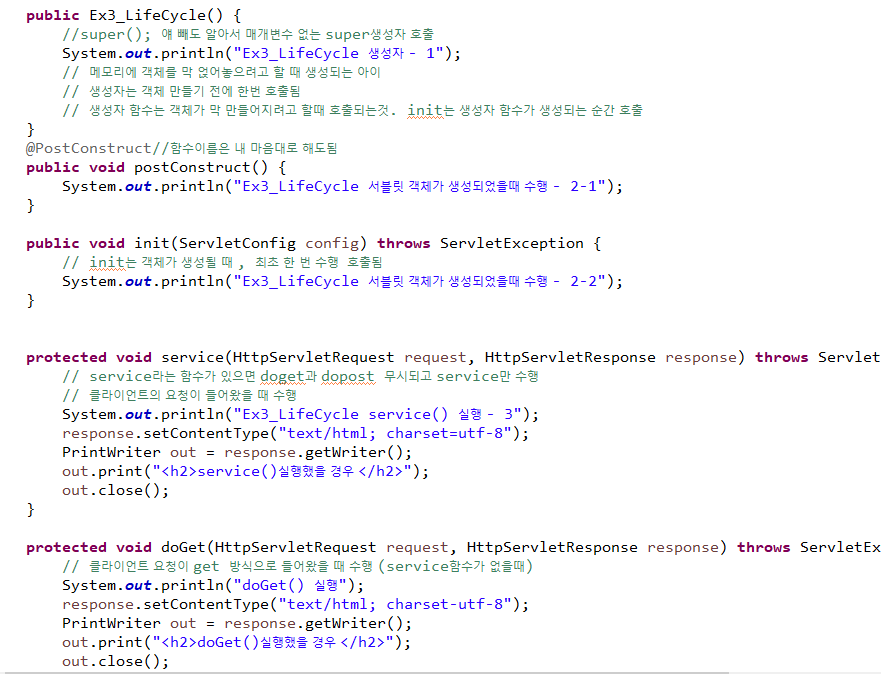 public Ex3_LifeCycle() {
//super(); 얘 빼도 알아서 매개변수 없는 super생성자 호출
System.out.println("Ex3_LifeCycle 생성자 - 1");
// 메모리에 객체를 막 얹어놓으려고 할 때 생성되는 아이
// 생성자는 객체 만들기 전에 한번 호출됨
// 생성자 함수는 객체가 막 만들어지려고 할때 호출되는것. init는 생성자 함수가 생성되는 순간 호출
}
@PostConstruct//함수이름은 내 마음대로 해도됨
public void postConstruct() {
System.out.println("Ex3_LifeCycle 서블릿 객체가 생성되었을때 수행 - 2-1");
}
public void init(ServletConfig config) throws ServletException {
// init는 객체가 생성될 때 , 최초 한 번 수행 호출됨
System.out.println("Ex3_LifeCycle 서블릿 객체가 생성되었을때 수행 - 2-2");
}
protected void service(HttpServletRequest request, HttpServletResponse response) throws Servlet
// service라는 함수가 있으면 doget과 dopost 무시되고 service만 수행
// 클라이언트의 요청이 들어왔을 때 수행
System.out.println("Ex3_LifeCycle service() 실행 - 3");
response.setContentType("text/html; charset=utf-8");
PrintWriter out = response.getWriter();
out.print("<h2>service()실행했을 경우</h2>");
out.close();
}
protected void doGet(HttpServletRequest request, HttpServletResponse response) throws ServletEx
// 클라이언트 요청이 get 방식으로 들어왔을 때 수행(service함수가 없을때)
System.out.println("doGet() 실행");
response.setContentType("text/html; charset-utf-8");
PrintWriter out = response.getWriter();
out.print("<h2>doGet()실행했을 경우</h2>");
out.close();